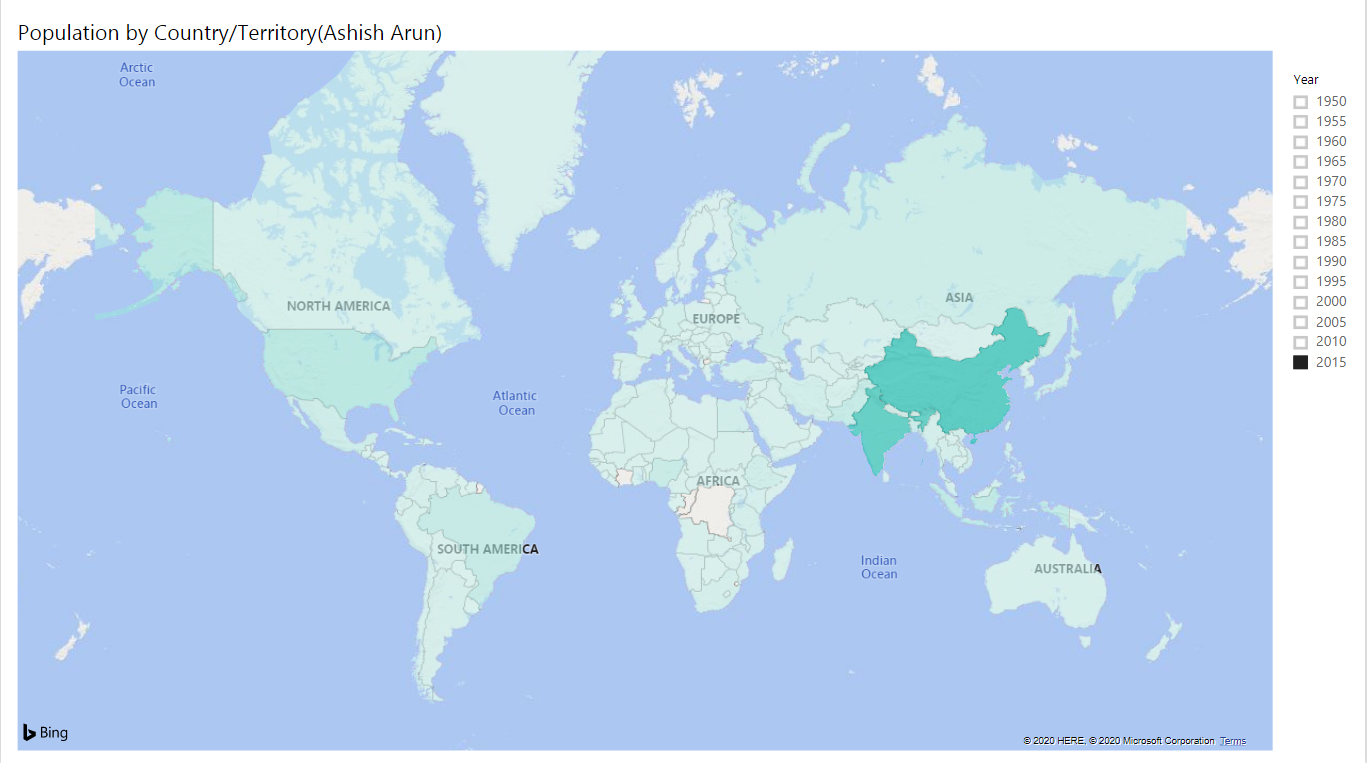 Population by Country/Territory(Ashish Arun)
Arctic
Ocean
NORTH AMERICA
EUROPE
ASIA
Pacific
Ocean
Atlantic
Ocean
AFRICA
SOUTH AMERICA
Indian
Ocean
AUSTRALIA
Bing
© 2020 HERE, © 2020 Microsoft Corporation Terms
Year
1950
1955
1960
1965
1970
1975
1980
1985
1990
1995
2000
2005
2010
2015